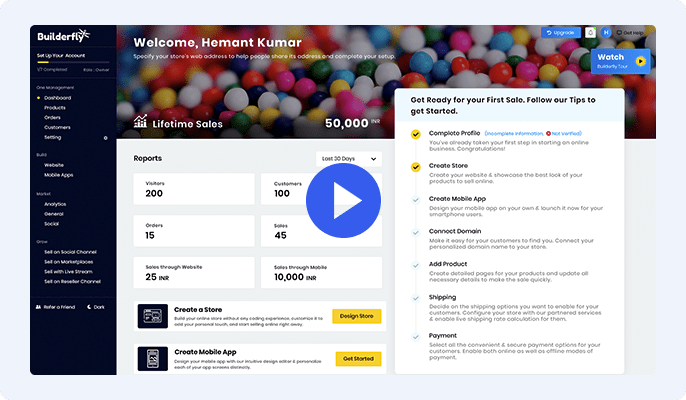 Builderfly
Set Up Your Account
1/7 Completed
Role : Owner
One Management
Dashboard
Products
Orders
Customers
Setting
Build
Website
Mobile Apps
Market
Analytics
General
Social
Grow
Sell on Social Channel
Sell on Marketplaces
Sell with Live Stream
Sell on Reseller Channel
Refer a Friend
Dark
Welcome, Hemant Kumar
Specify your store's web address to help people share its address and complete your setup.
Upgrade
H
Get Help
Watch
Builderfly Tour
Lifetime Sales
50,000 INR
Reports
Last 30 Days
Visitors
200
Customers
100
Orders
15
Sales
45
Sales through Website
25 INR
Sales through Mobile
10,000 INR
Create a Store
Build your online store without any coding experience, customize it to
add your personal touch, and start selling online right away.
Design Store
Create Mobile App
Design your mobile app with our intuitive design editor & personalize
each of your app screens distinctly.
Get Started
Get Ready for your First Sale. Follow our Tips to
get Started.
Complete Profile (Incomplete Information, Not Verified)
You've already taken your first step in starting an online
business, Congratulations!
Create Store
Create your website & showcase the best look of your
products to sell online.
Create Mobile App
Design your mobile app on your own & launch it now for your
smartphone users.
Connect Domain
Make it easy for your customers to find you. Connect your
personalized domain name to your store.
Add Product
Create detailed pages for your products and update all
necessary details to make the sale quickly.
Shipping
Decide on the shipping options you want to enable for your
customers. Configure your store with our partnered services
& enable live shipping rate calculation for them.
Payment
Select all the convenient & secure payment options for your
customers. Enable both online as well as offline modes of
payment.